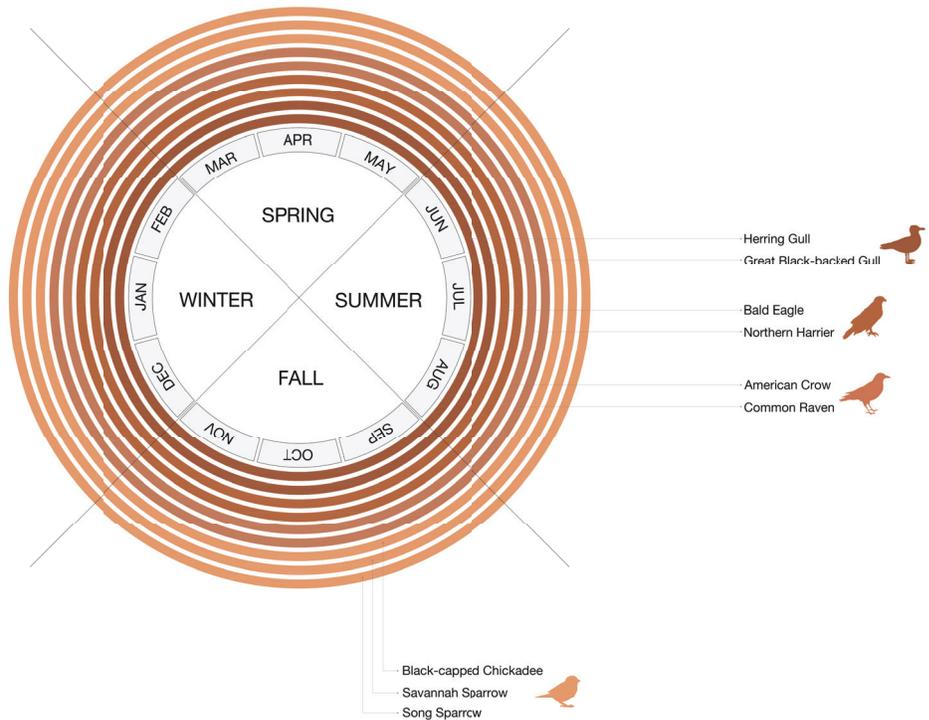 APR
MAR
MAY
FEB
JUN
SPRING
JAN
WINTER
SUMMER
JUL
DEC
FALL
AUG
NOV
SEP
OCT
Herring Gull
Great Black-backed Gull
Bald Eagle
Northern Harrier
American Crow
Common Raven
Black-capped Chickadee
Savannah Sparrow
Song Sparrow